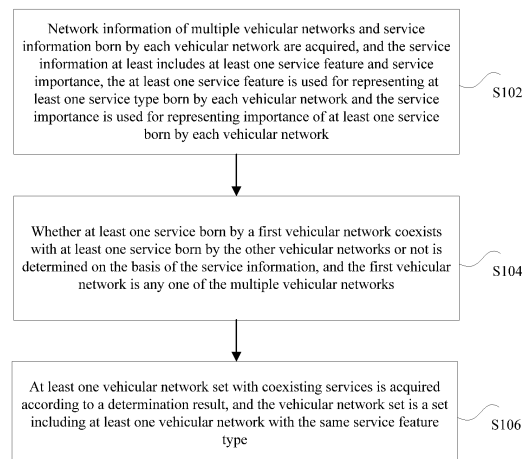 Network information of multiple vehicular networks and service
information born by each vehicular network are acquired, and the service
information at least includes at least one service feature and service
importance, the at least one service feature is used for representing at
least one service type born by each vehicular network and the service
importance is used for representing importance of at least one service
born by each vehicular network
S102
Whether at least one service born by a first vehicular network coexists
with at least one service born by the other vehicular networks or not is
determined on the basis of the service information, and the first vehicular
network is any one of the multiple vehicular networks
S104
At least one vehicular network set with coexisting services is acquired
according to a determination result, and the vehicular network set is a set
including at least one vehicular network with the same service feature
type
S106